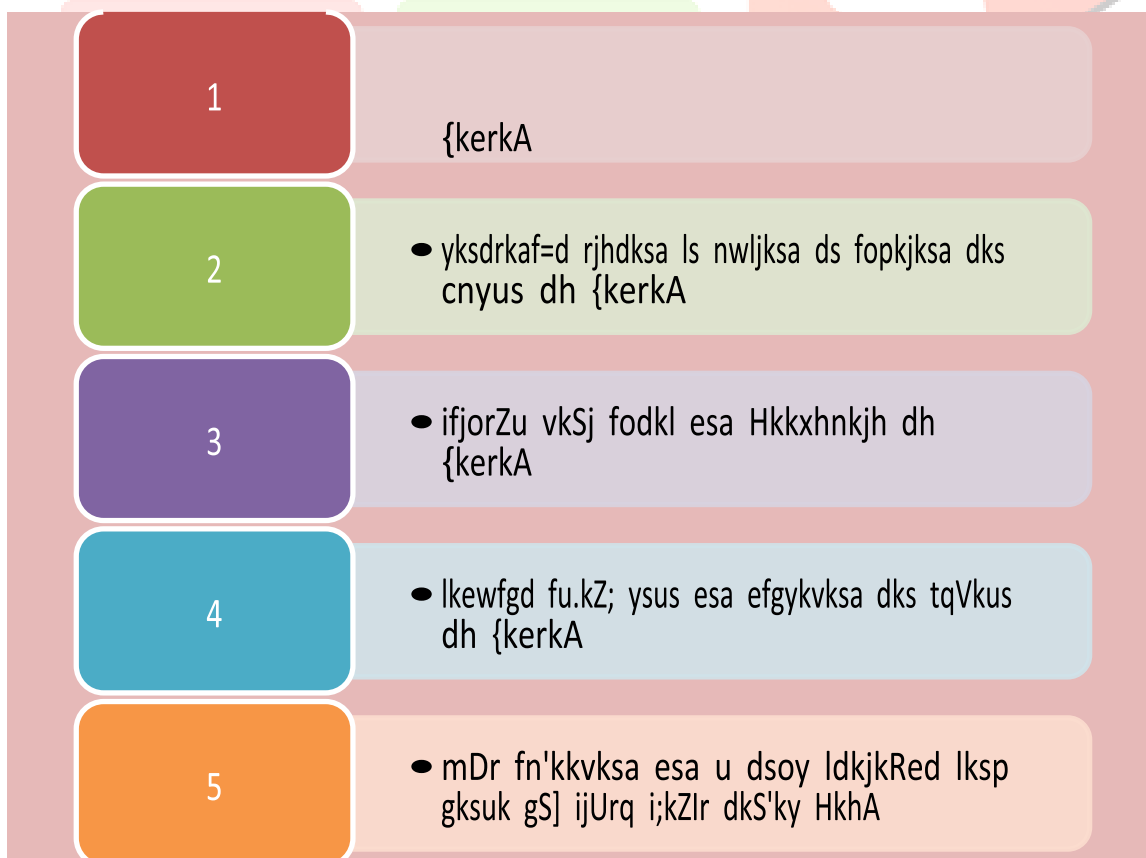 1
{kerkA
2
yksdrkaf=d rjhdksa ls nwljksa ds fopkjksa dks
cnyus dh {kerkA
3
ifjorZu vkSj fodkl esa Hkkxhnkjh dh
{kerkA
4
lkewfgd fu.kZ; ysus esa efgykvksa dks tqVkus
dh {kerkA
5
mDr fn'kkvksa esa u dsoy ldkjkRed lksp
gksuk gS] ijUrq i;kZIr dkS'ky HkhA